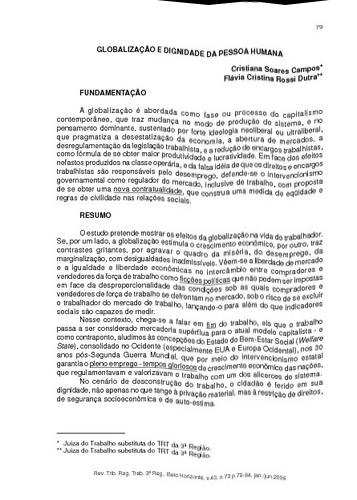 79
GLOBALIZAÇÃO E DIGNIDADE DA PESSOA HUMANA
Cristiana Soares Campos*
Flávia Cristina Rossi Dutra**
FUNDAMENTAÇÃO
A globalização é abordada como fase ou processo do capitalismo
contemporâneo, que traz mudança no modo de produção do sistema, e no
pensamento dominante, sustentado por forte ideologia neoliberal ou ultraliberal,
que pragmatiza a desestatização da economia, a abertura de mercados, a
desregulamentação da legislação trabalhista, e a redução de encargos trabalhistas,
como fórmula de se obter maior produtividade e lucratividade. Em face dos efeitos
nefastos produzidos na classe operária, e da falsa idéia de que os direitos e encargos
trabalhistas são responsáveis pelo desemprego, defende-se o intervencionismo
governamental como regulador do mercado, inclusive de trabalho, com proposta
de se obter uma nova contratualidade, que construa uma medida de eqüidade e
regras de civilidade nas relações sociais.
RESUMO
O estudo pretende mostrar os efeitos da globalização na vida do trabalhador.
Se, por um lado, a globalização estimula o crescimento econômico, por outro, traz
contrastes gritantes, por agravar o quadro da miséria, do desemprego, da
marginalização, com desigualdades inadmissíveis. Vêem-se a liberdade de mercado
e a igualdade e liberdade econômicas no intercâmbio entre compradores e
vendedores da força de trabalho como ficções políticas que não podem ser impostas
em face da desproporcionalidade das condições sob as quais compradores e
vendedores de força de trabalho se defrontam no mercado, sob o risco de se excluir
o trabalhador do mercado de trabalho, lançando-o para além do que indicadores
sociais são capazes de medir.
Nesse contexto, chega-se a falar em fim do trabalho, eis que o trabalho
passa a ser considerado mercadoria supérflua para o atual modelo capitalista - e
como contraponto, aludimos às concepções do Estado do Bem-Estar Social (Welfare
State), consolidado no Ocidente (especialmente EUA e Europa Ocidental), nos 30
anos pós-Segunda Guerra Mundial, que por meio do intervencionismo estatal
garantia o pleno emprego - tempos gloriosos do crescimento econômico das nações,
que regulamentavam e valorizavam o trabalho com um dos alicerces do sistema.
No cenário de desconstrução do trabalho, o cidadão é ferido em sua
dignidade, não apenas no que tange à privação material, mas à restrição de direitos,
de segurança socioeconômica e de auto-estima.
* Juíza do Trabalho substituta do TRT da 3ª Região.
** Juíza do Trabalho substituta do TRT da 3ª Região.
Rev. Trib. Reg. Trab. 3ª Reg., Belo Horizonte, v.43, n.73 p.79-84, jan./jun.2006